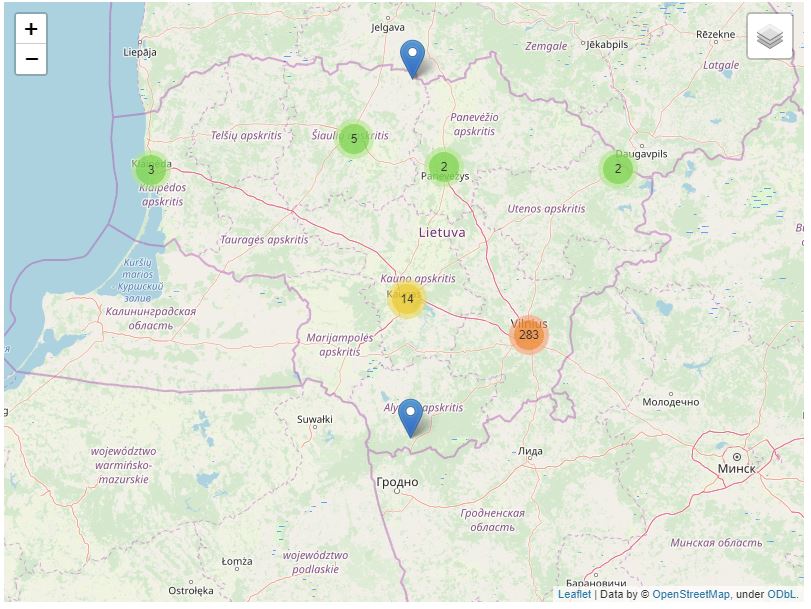 +
−
Jelgava
Liepāja
Zemgale
Jēkabpils
Rēzekne
Latgale
Telšių apskritis
Šiaulių apskritis
5
Panevėžio
apskritis
2
Panevėžys
Daugavpils
2
Klaipėda
3
Klaipėdos
apskritis
Utenos apskritis
Tauragės apskritis
Lietuva
Kuršių
marios
- Куршский
залив
Калининградская
область
Kauno apskritis
14
Vilnius
283
Marijampolės
apskritis
Alytaus apskritis
Молодечно
Suwałki
Лида
Минск
województwo
warmińsko-
mazurskie
Гродно
Гродненская
область
Минская область
województwo
podlaskie
Łomża
Ostrołęka
Барановичи
Leaflet | Data by © OpenStreetMap, under ODbL.